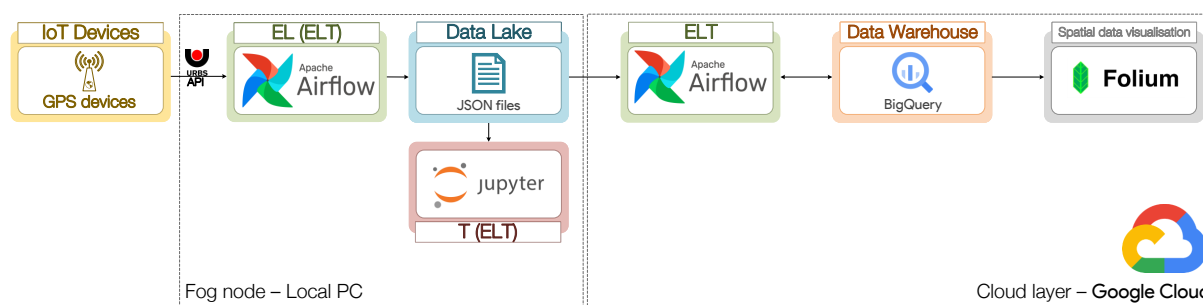 IoT Devices
GPS devices
URBS
API
EL (ELT)
Apache
Airflow
Data Lake
JSON files
jupyter
T (ELT)
Fog node – Local PC
ELT
Apache
Airflow
Data Warehouse
BigQuery
Spatial data visualisation
Folium
Cloud layer – Google Cloud